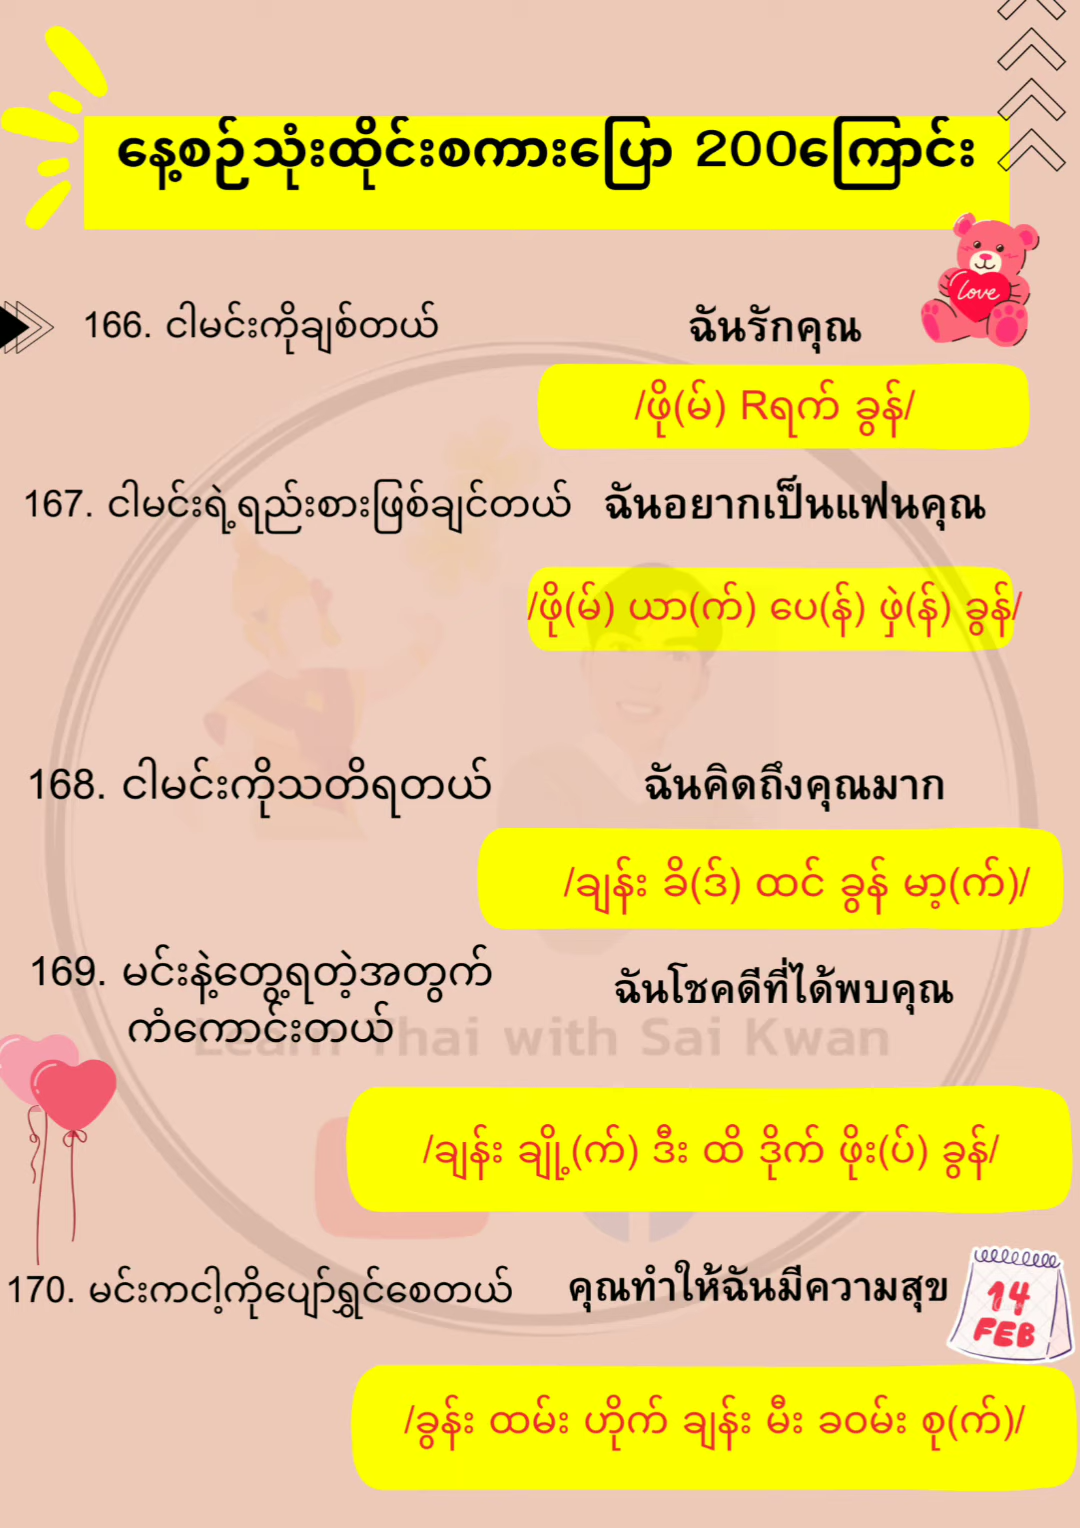 နေ့စဉ်သုံးထိုင်းစကားပြော 200ကြောင်း
love
166. ငါမင်းကိုချစ်တယ် ฉันรักคุณ
/ဖို(မ်) Rရက် ခွန်/
167. ငါမင်းရဲ့ရည်းစားဖြစ်ချင်တယ် ฉันอยากเป็นแฟนคุณ
/ဖို(မ်) ယာ(က်) ပေ(န်) ဖဲှ(န်) ခွန်/
168. ငါမင်းကိုသတိရတယ် ฉันคิดถึงคุณมาก
/ချန်း ခိ(ဒ်) ထင် ခွန် မာ့(က်)/
169. မင်းနဲ့တွေ့ရတဲ့အတွက်
ကံကောင်းတယ် ฉันโชคดีที่ได้พบคุณ
Learn Thai with Sai Kwan
/ချန်း ချို့(က်) ဒီး ထိ ဒိုက် ဖိုး(ပ်) ခွန်/
170. မင်းကငါ့ကိုပျော်ရွှင်စေတယ် คุณทำให้ฉันมีความสุข
14
FEB
/ခွန်း ထမ်း ဟိုက် ချန်း မီး ခဝမ်း စု(က်)/